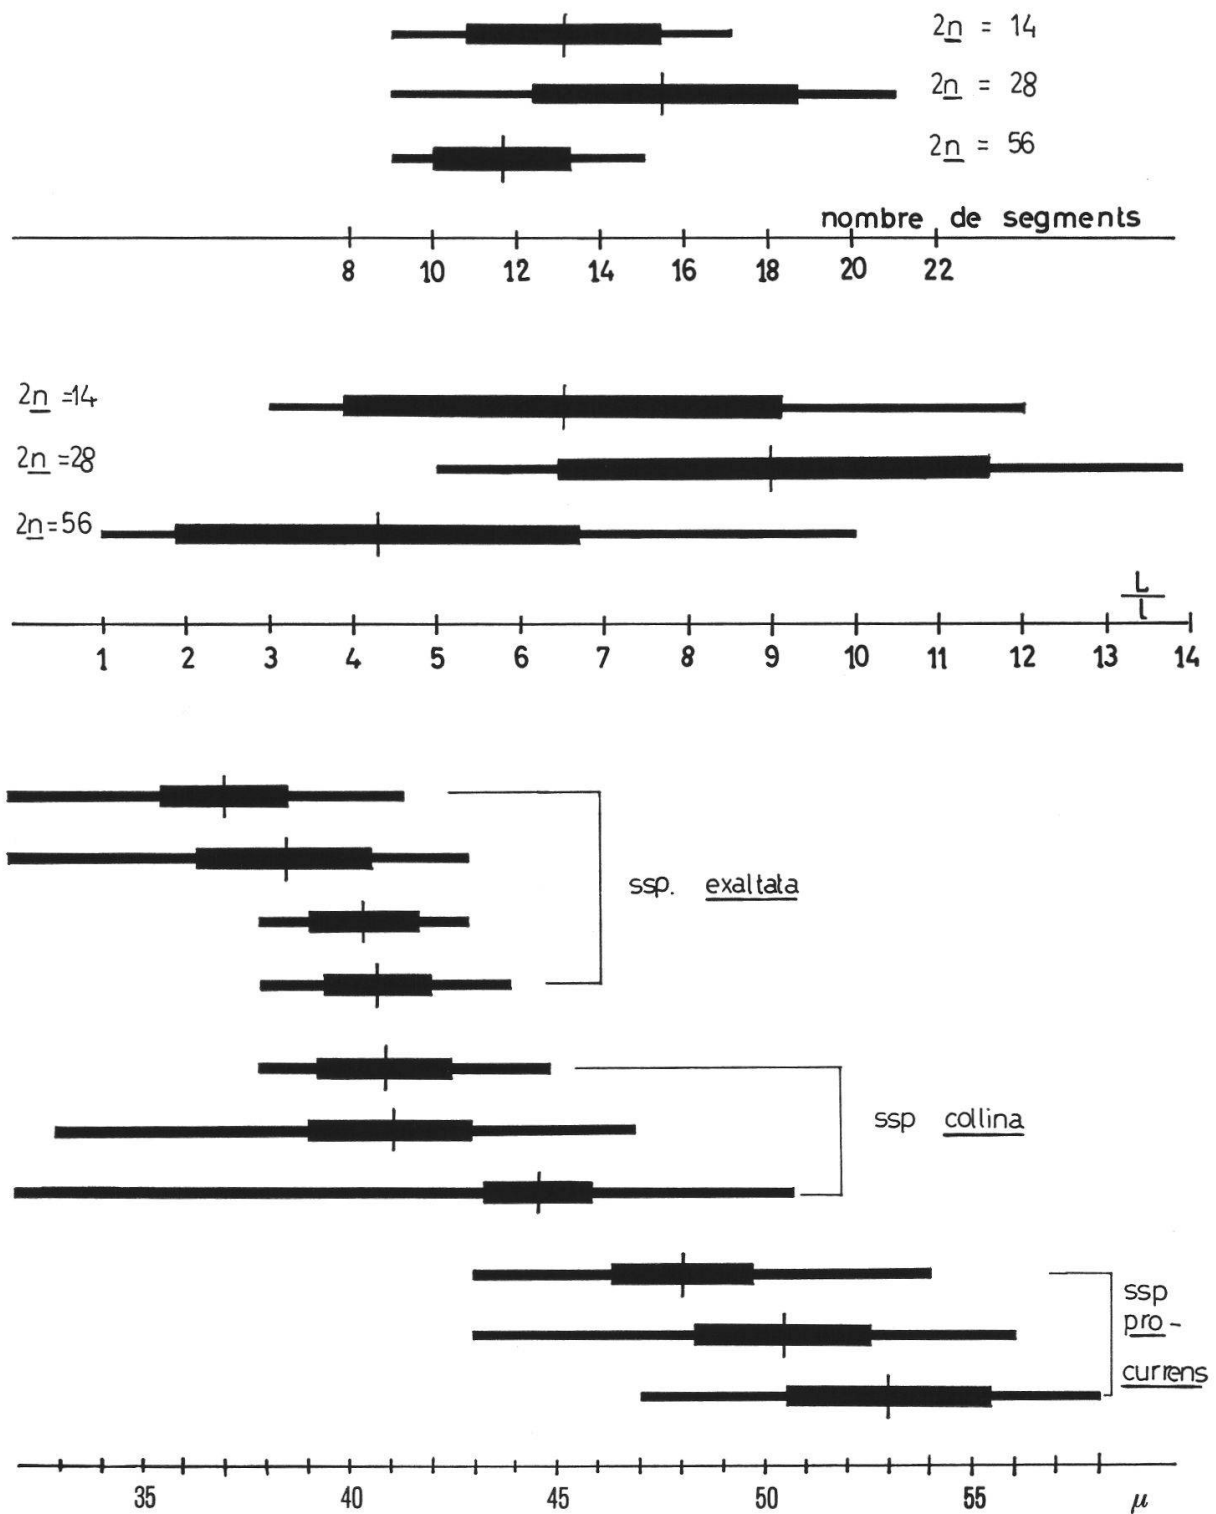 2n = 14
2n = 28
2n = 56
nombre de segments
8 10 12 14 16 18 20 22
2n =14
2n =28
2n=56
L
l
1 2 3 4 5 6 7 8 9 10 11 12 13 14
ssp. exaltata
ssp collina
ssp
pro-
currens
35 40 45 50 55 μ